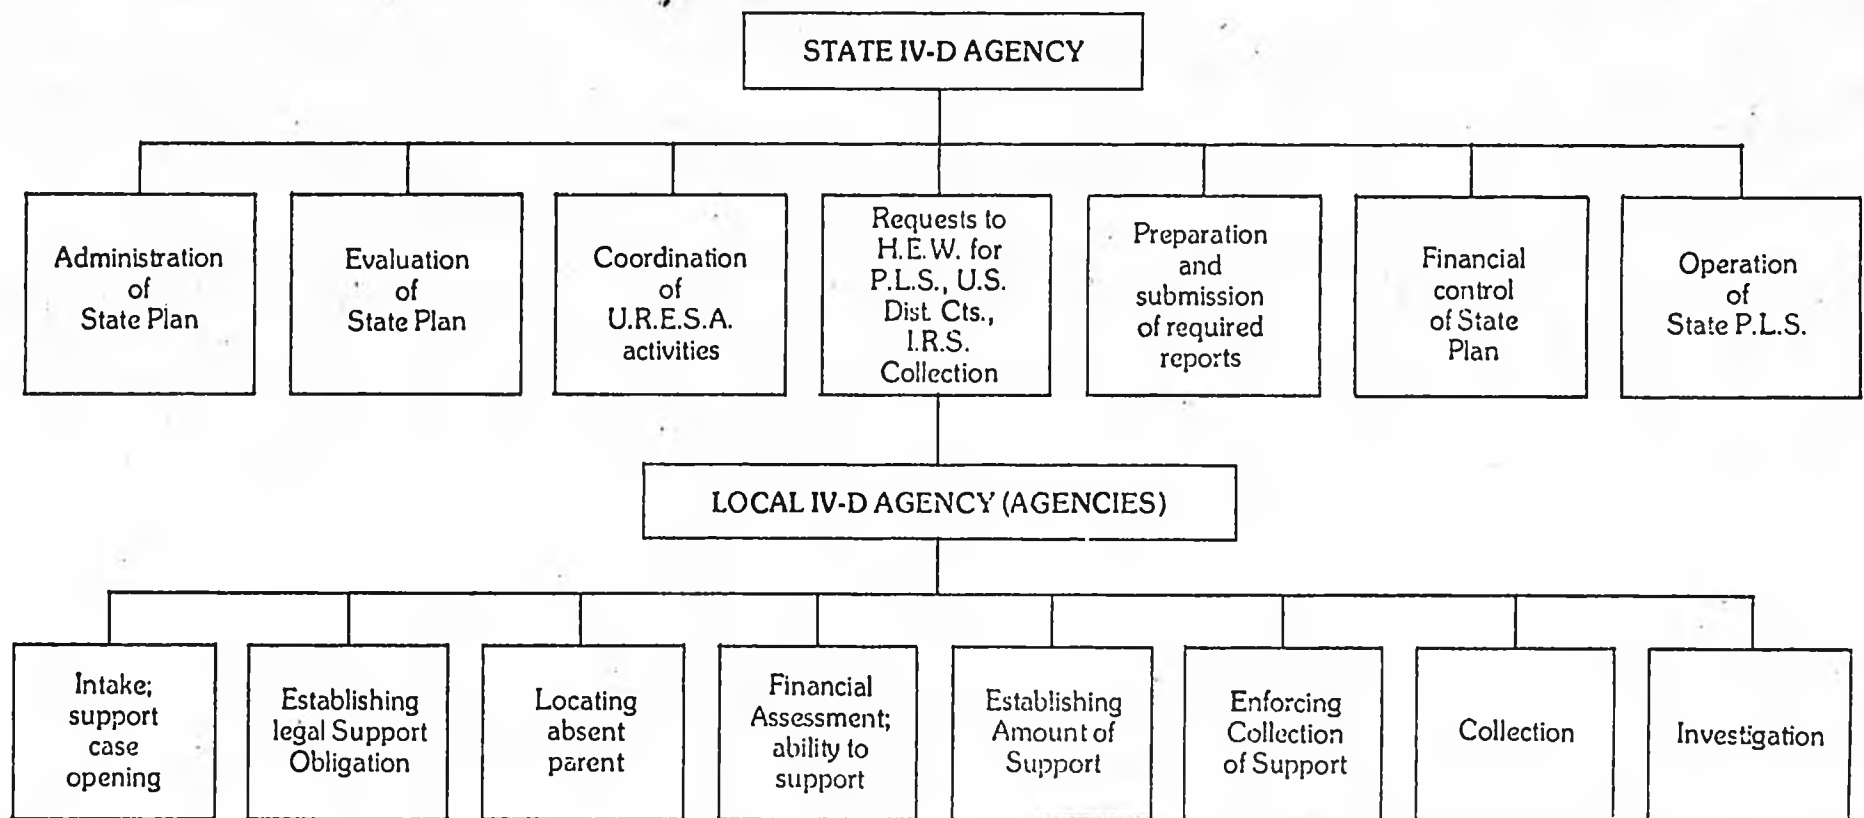 STATE IV-D AGENCY
Administration
of
State Plan
Evaluation
of
State Plan
Coordination
of
U.R.E.S.A.
activities
Requests to
H.E.W. for
P.L.S., U.S.
Dist. Cts.,
I.R.S.
Collection
Preparation
and
submission
of required
reports
Financial
control
of State
Plan
Operation
of
State P.L.S.
LOCAL IV-D AGENCY (AGENCIES)
Intake;
support
case
opening
Establishing
legal Support
Obligation
Locating
absent
parent
Financial
Assessment;
ability to
support
Establishing
Amount of
Support
Enforcing
Collection
of Support
Collection
Investigation